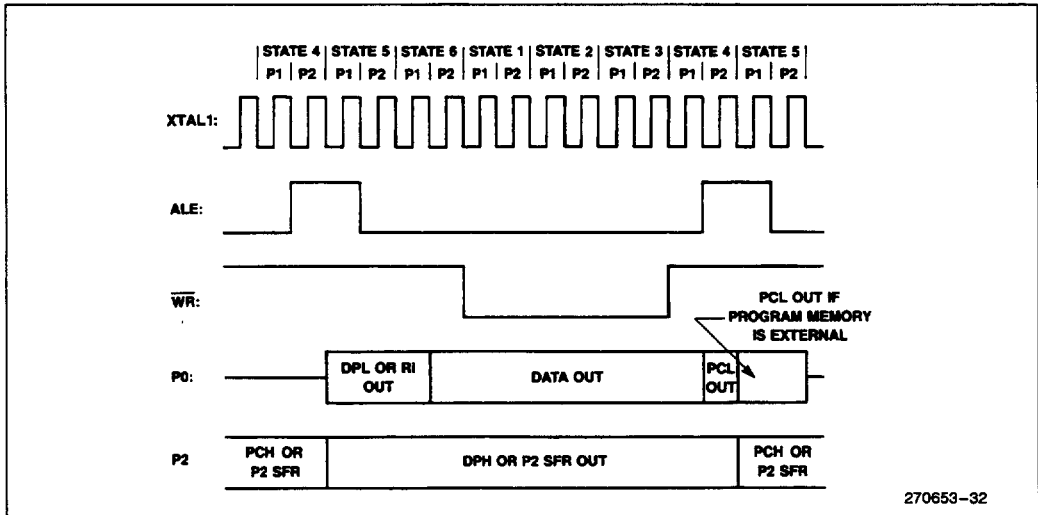 STATE 4 | STATE 5 | STATE 6 | STATE 1 | STATE 2 | STATE 3 | STATE 4 | STATE 5
P1 | P2 | P1 | P2 | P1 | P2 | P1 | P2 | P1 | P2 | P1 | P2 | P1 | P2 | P1 | P2
XTAL1:
ALE:
WR:
PCL OUT IF
PROGRAM MEMORY
IS EXTERNAL
P0:
DPL OR RI
OUT
DATA OUT
PCL
OUT
P2
PCH OR
P2 SFR
DPH OR P2 SFR OUT
PCH OR
P2 SFR
270653-32